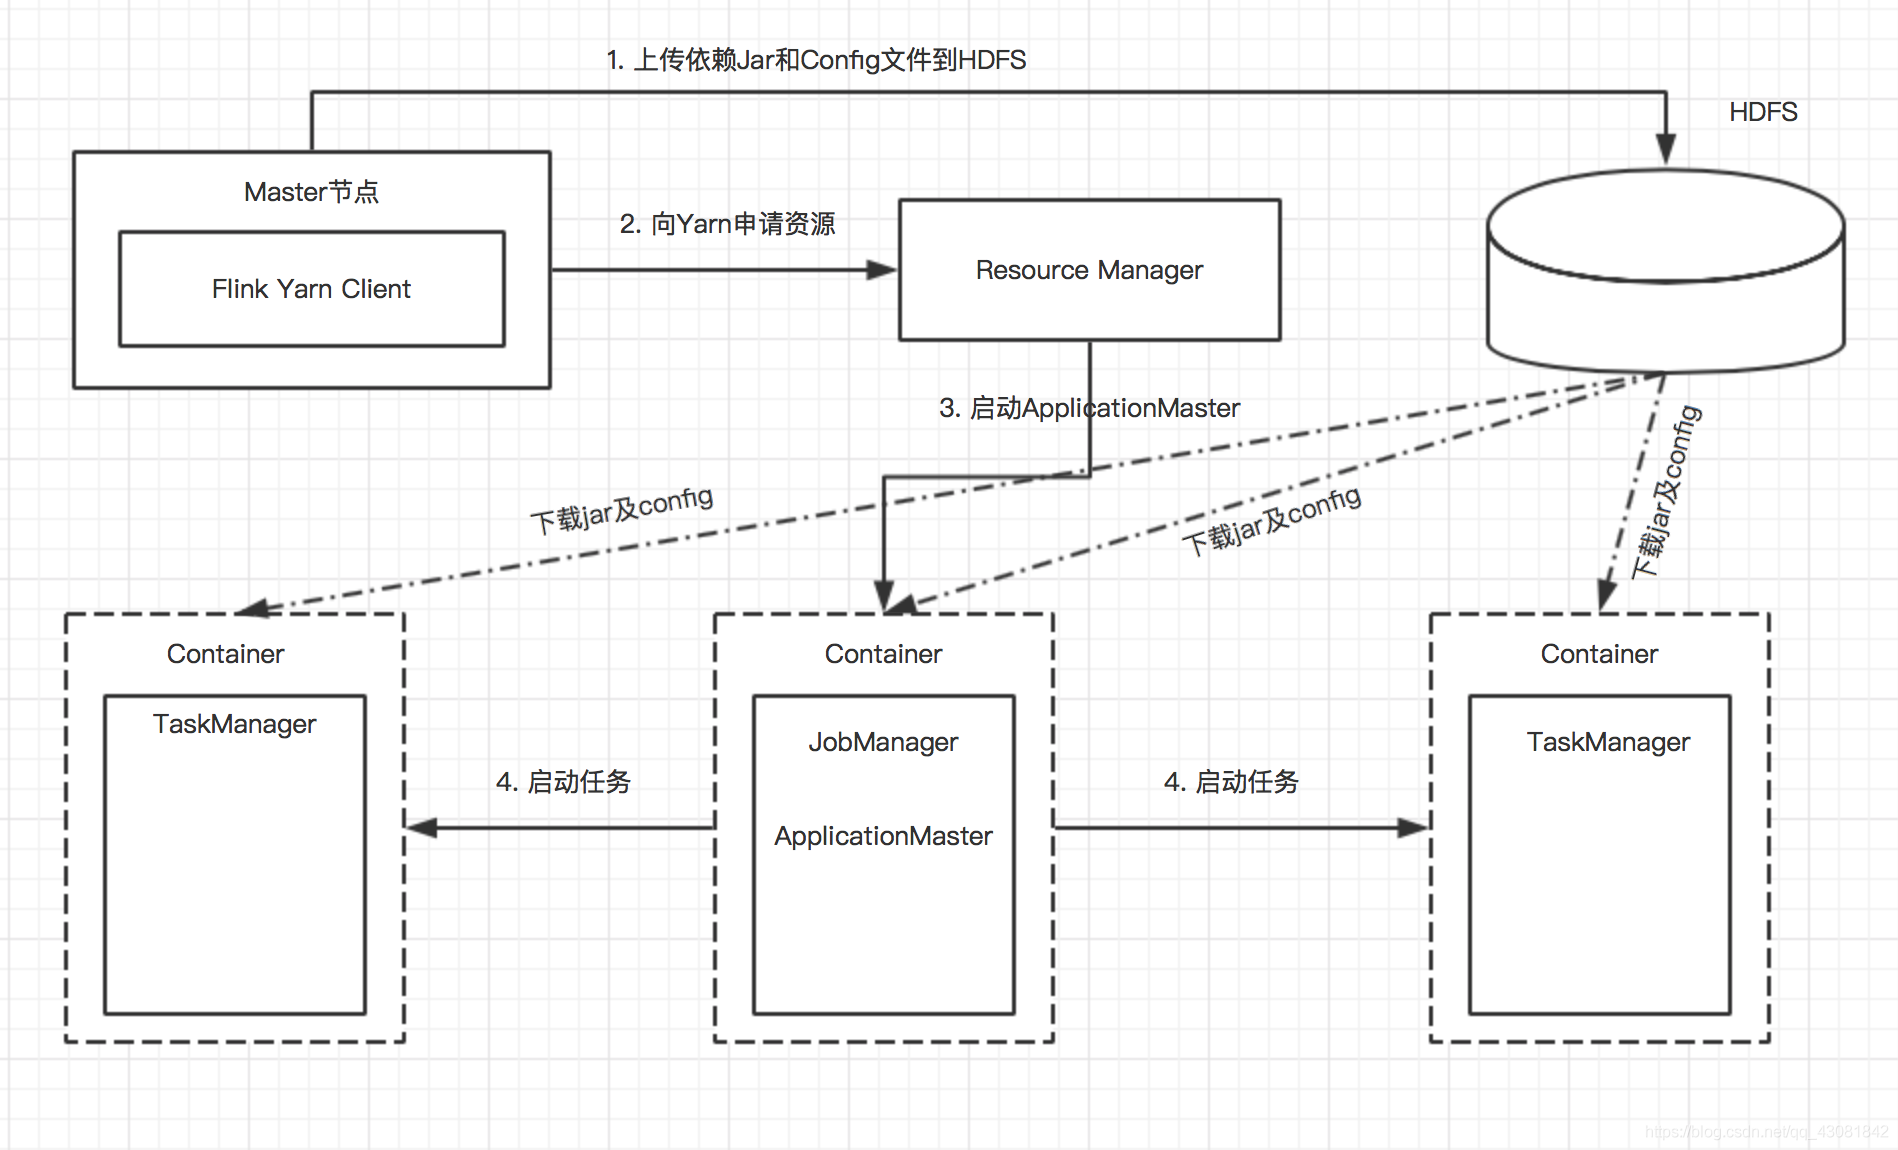 1. 上传依赖Jar和Config文件到HDFS
HDFS
Master节点
Flink Yarn Client
2. 向Yarn申请资源
Resource Manager
3. 启动ApplicationMaster
下载jar及config
下载jar及config
下载jar及config
Container
TaskManager
4. 启动任务
Container
JobManager
ApplicationMaster
4. 启动任务
Container
TaskManager
https://blog.csdn.net/qq_43081842